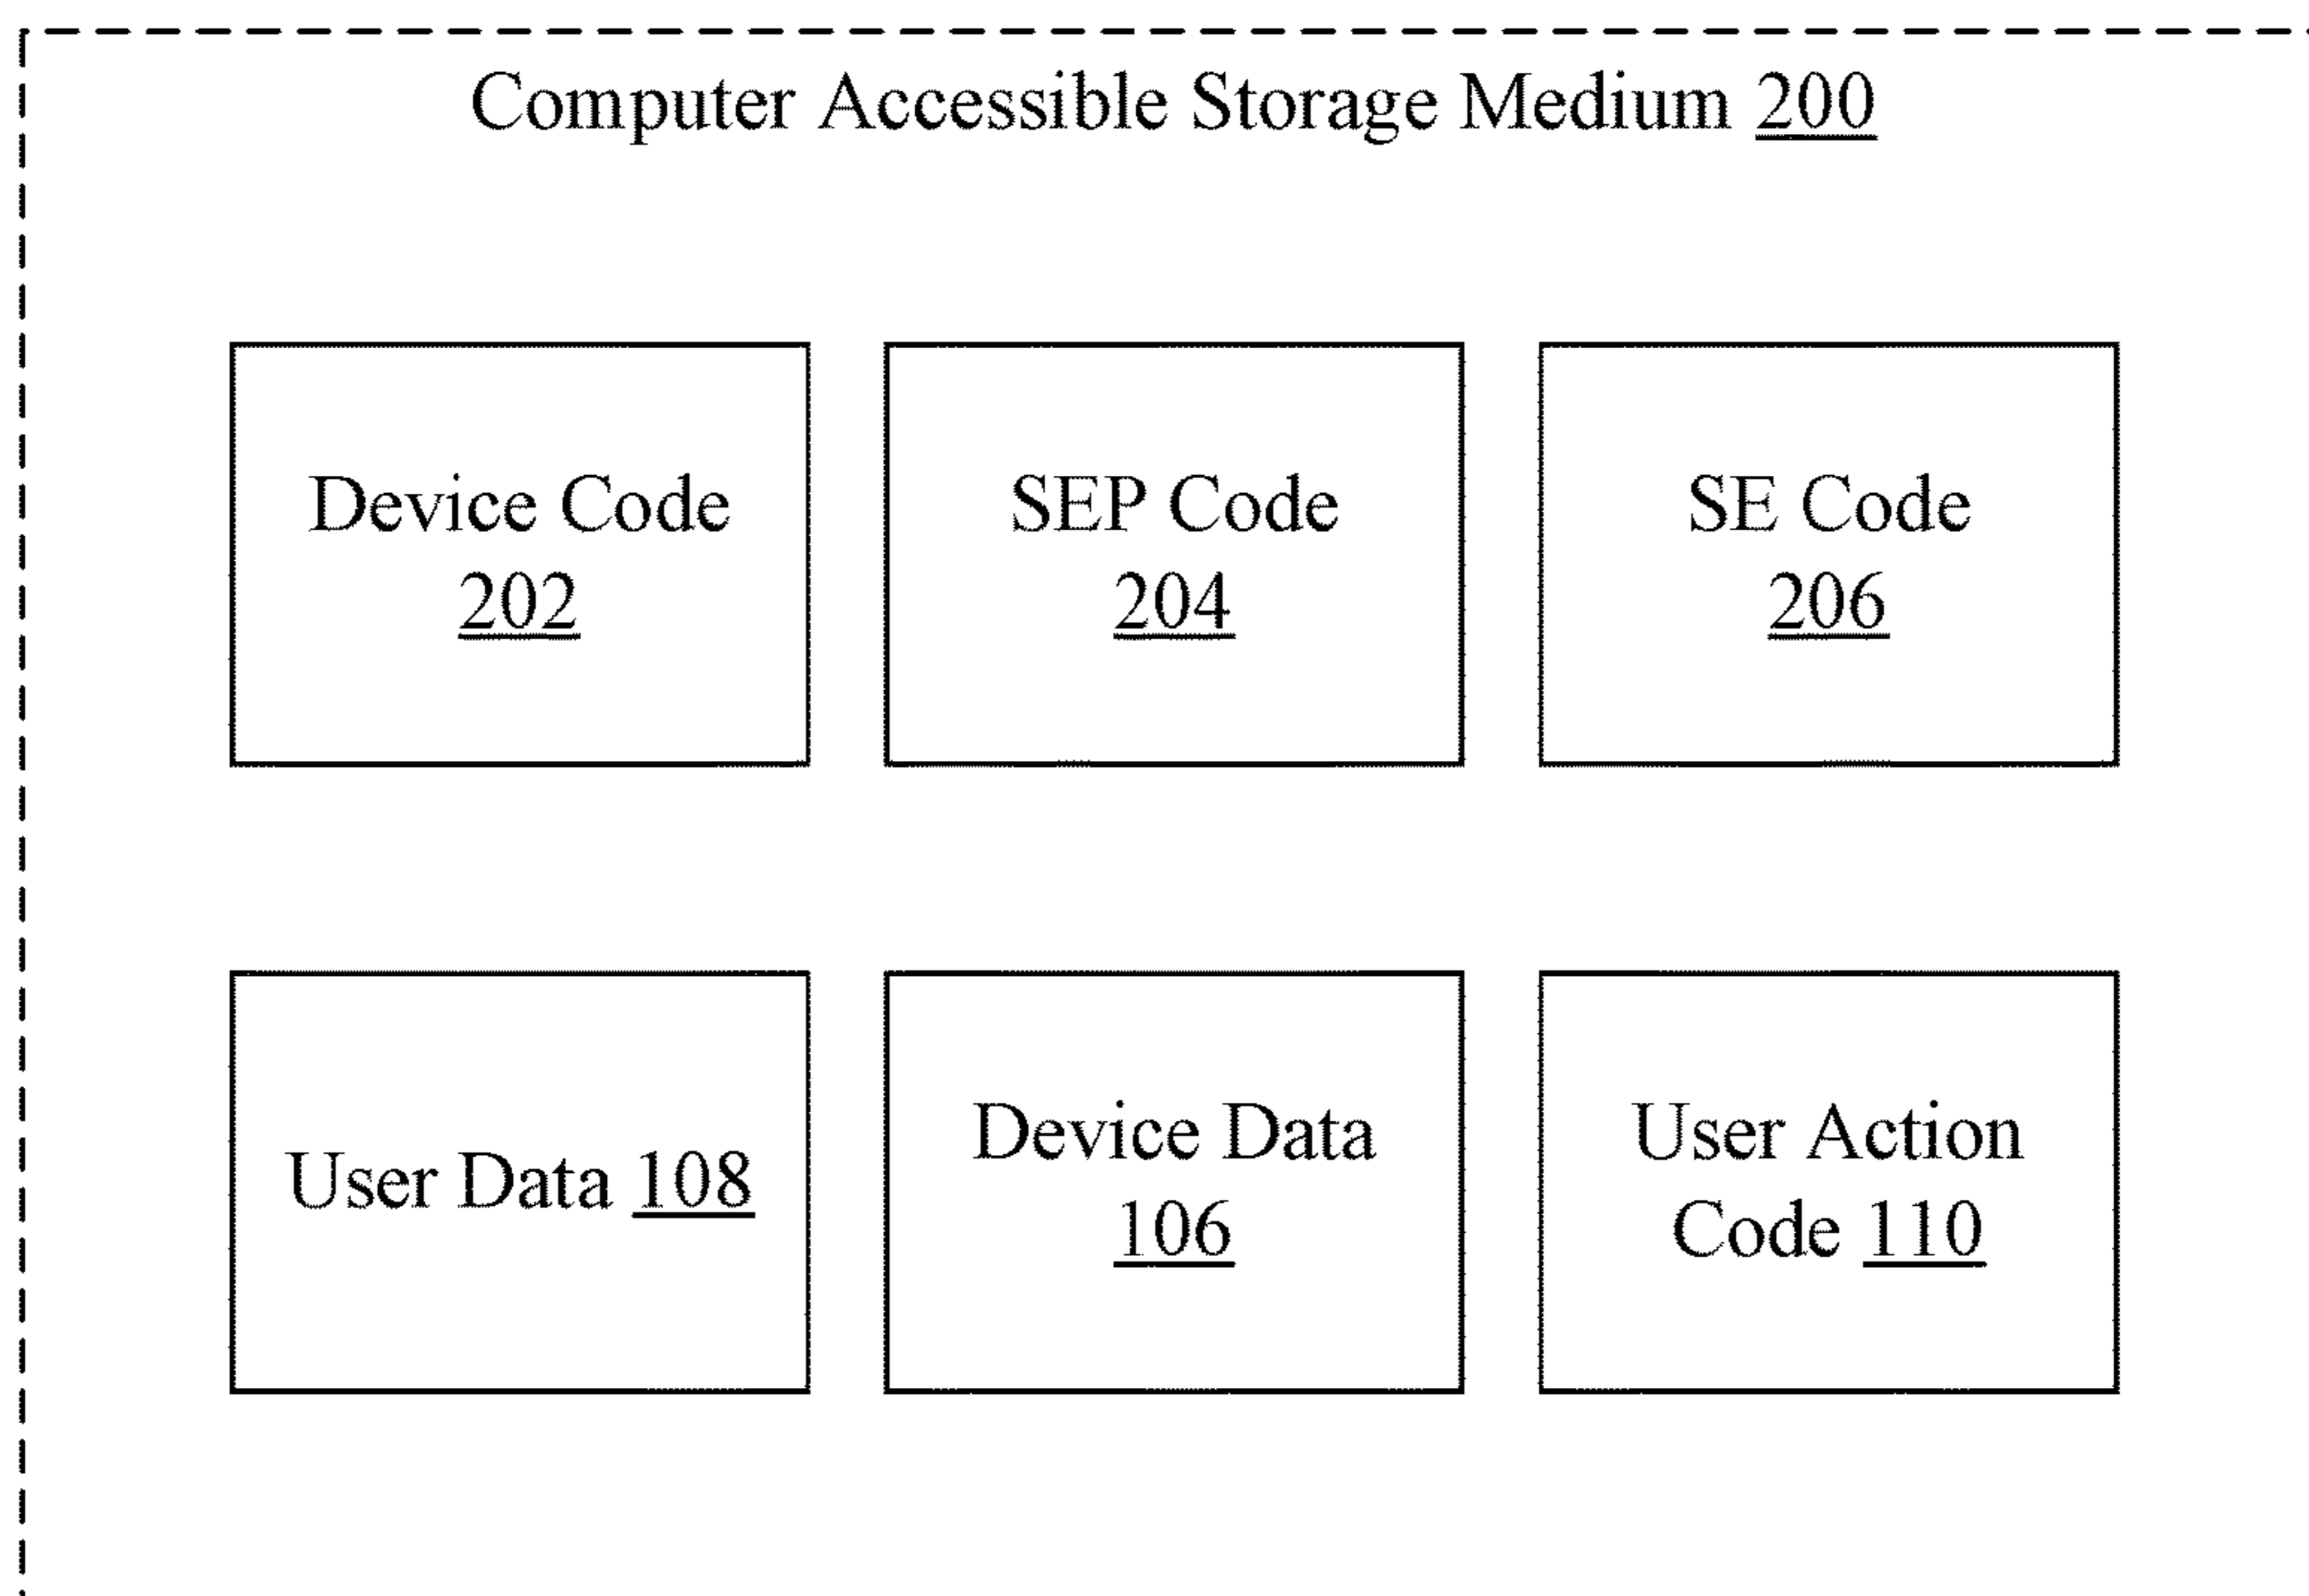 Computer Accessible Storage Medium 200
Device Code
202
SEP Code
204
SE Code
206
User Data 108
Device Data
106
User Action
Code 110